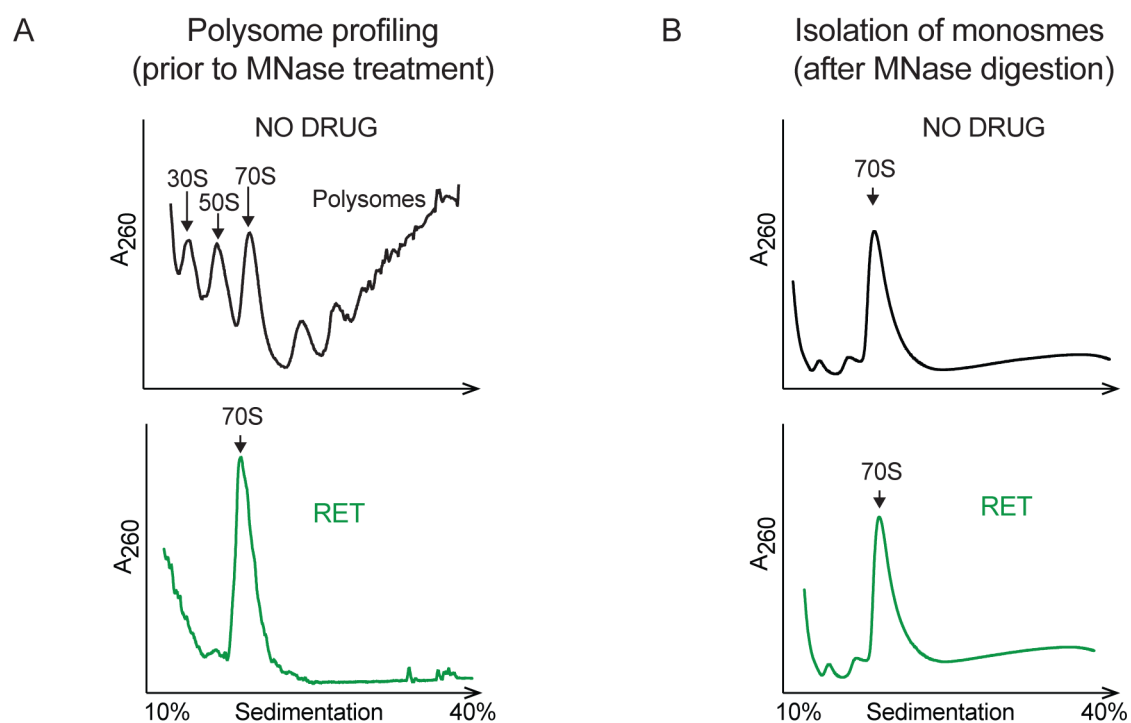 A
Polysome profiling
(prior to MNase treatment)
NO DRUG
30S
50S
70S
Polysomes
A260
70S
RET
A260
10%
Sedimentation
40%
B
Isolation of monosmes
(after MNase digestion)
NO DRUG
70S
A260
70S
RET
A260
10%
Sedimentation
40%